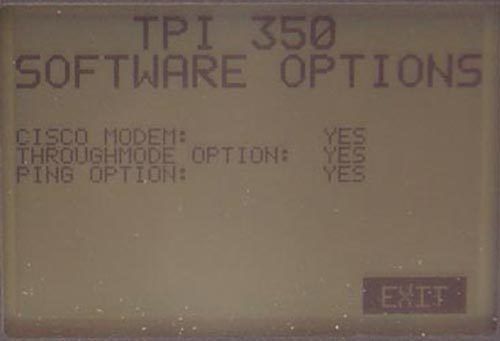 TPI 350
SOFTWARE OPTIONS
CISCO MODEM: YES
THROUGHMODE OPTION: YES
PING OPTION: YES
EXIT